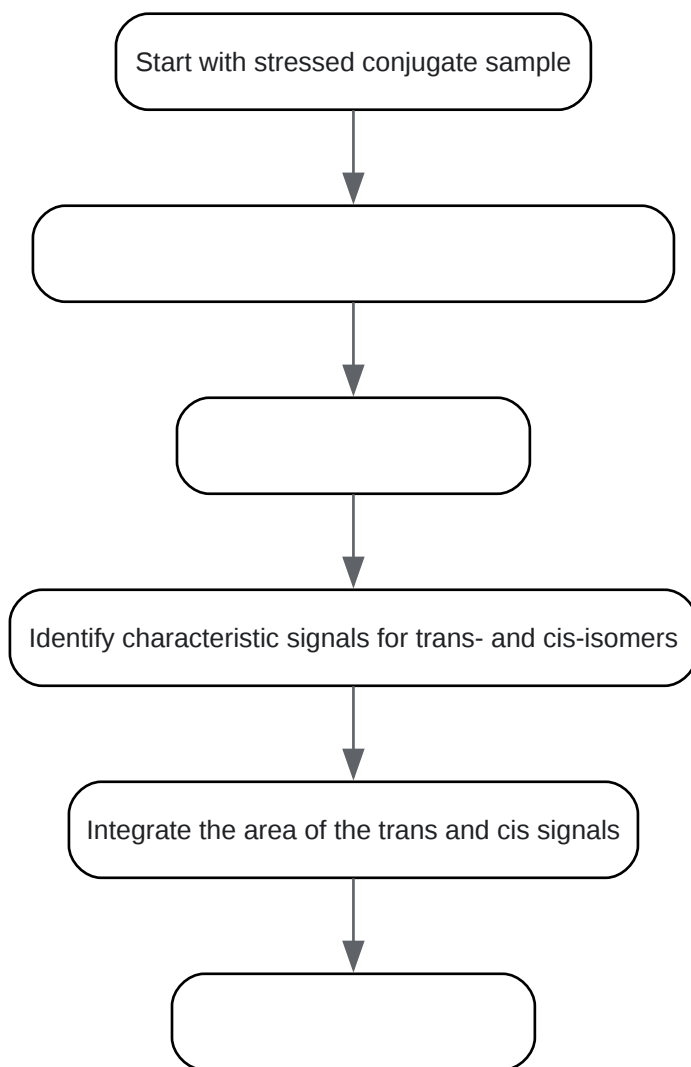 Start with stressed conjugate sample
Identify characteristic signals for trans- and cis-isomers
Integrate the area of the trans and cis signals